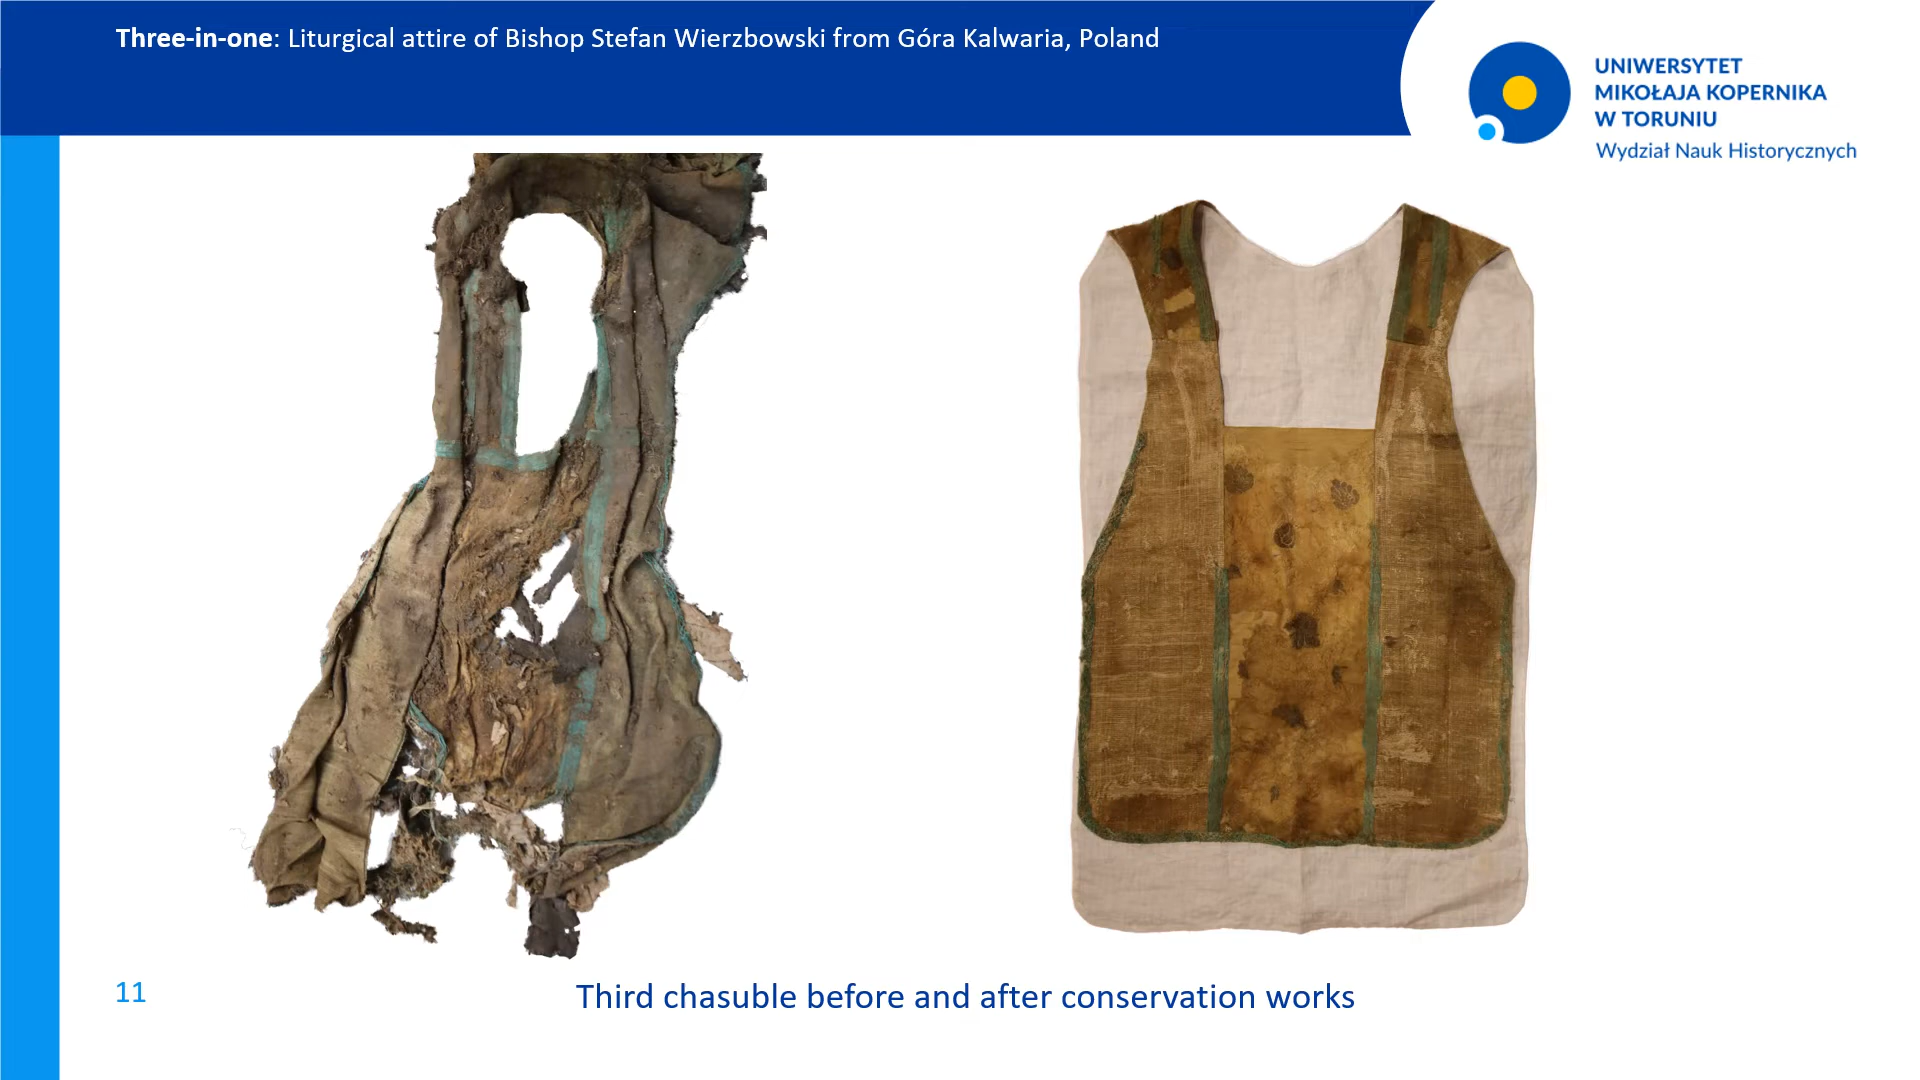 Three-in-one: Liturgical attire of Bishop Stefan Wierzbowski from Góra Kalwaria, Poland
UNIWERSYTET
MIKOŁAJA KOPERNIKA
W TORUNIU
Wydział Nauk Historycznych
11
Third chasuble before and after conservation works